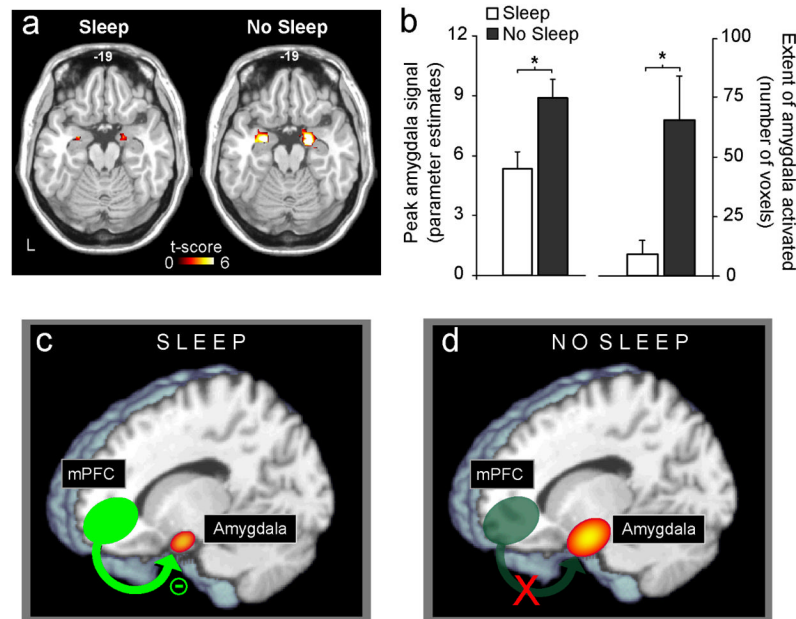 a
Sleep
No Sleep
-19
-19
L
t-score
0
6
b
Sleep
No Sleep
Peak amygdala signal
(parameter estimates)
12
9
6
3
0
*
*
100
75
50
25
0
Extent of amygdala activated
(number of voxels)
c
SLEEP
mPFC
Amygdala
d
NO SLEEP
mPFC
Amygdala
X